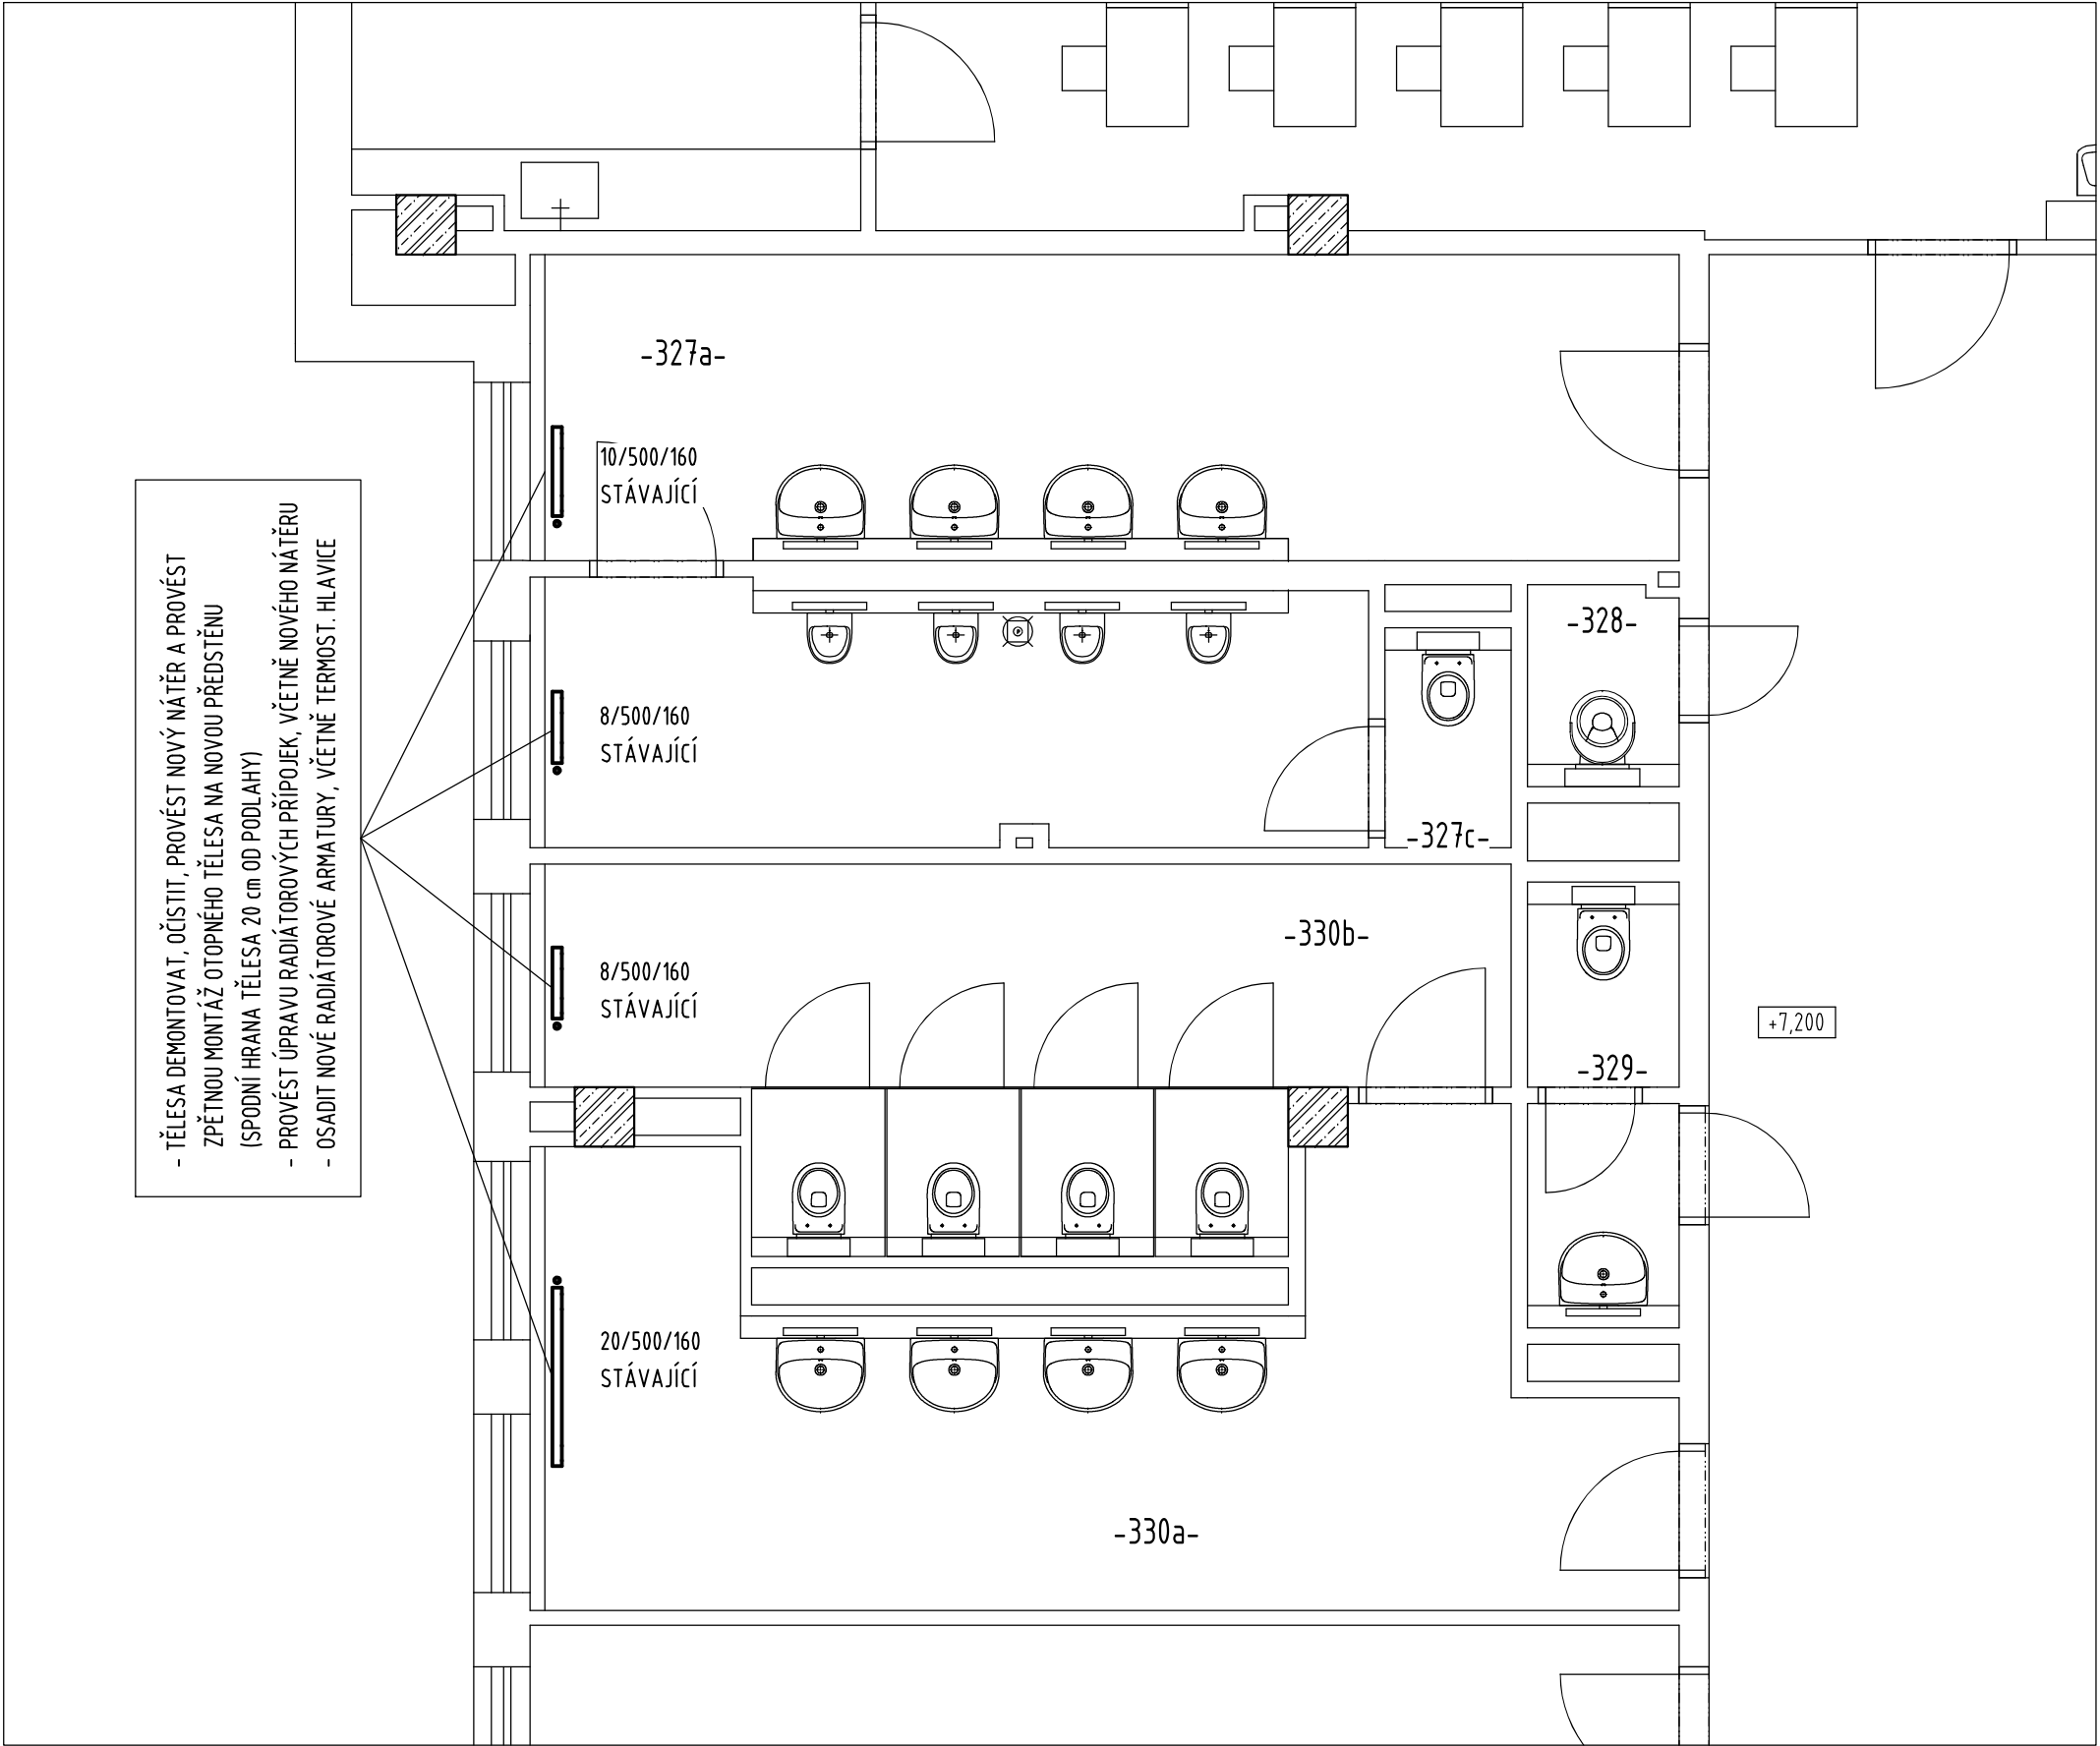 - TĚLESA DEMONTOVAT, OČISTIT, PROVÉST NOVÝ NÁTĚR A PROVÉST
ZPĚTNOU MONTÁŽ OTOPNÉHO TĚLESA NA NOVOU PŘEDSTĚNU
(SPODNÍ HRANA TĚLESA 20 cm OD PODLAHY)
- PROVÉST ÚPRAVU RADIÁTOROVÝCH PŘÍPOJEK, VČETNĚ NOVÉHO NÁTĚRU
- OSADIT NOVÉ RADIÁTOROVÉ ARMATURY, VČETNĚ TERMOST. HLAVICE
-327a-
10/500/160
STÁVAJÍCÍ
-328-
8/500/160
STÁVAJÍCÍ
-327c-
-330b-
8/500/160
STÁVAJÍCÍ
+7,200
-329-
20/500/160
STÁVAJÍCÍ
-330a-